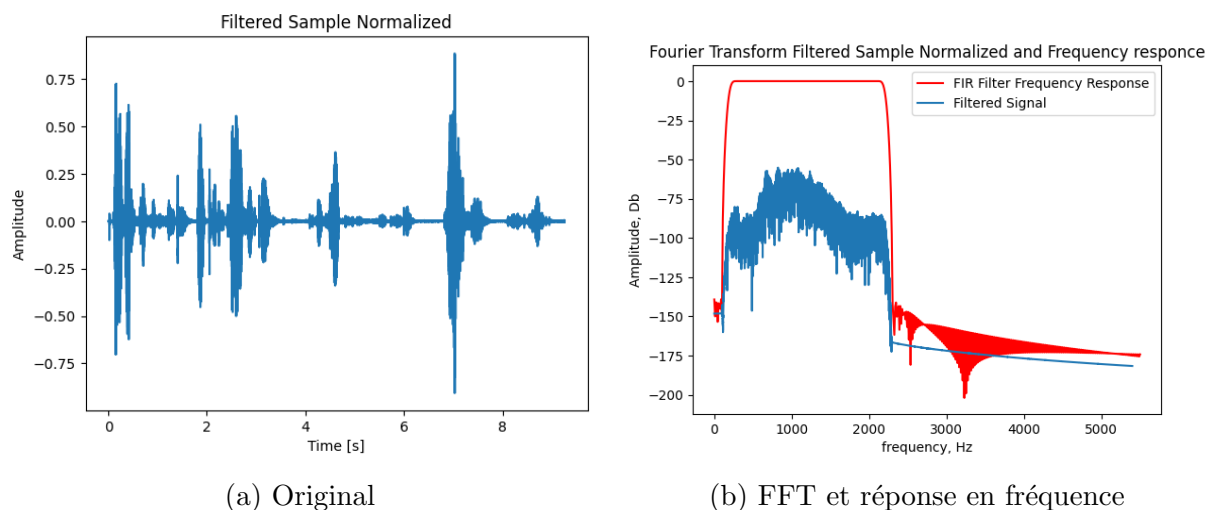 Filtered Sample Normalized
0.75
0.50
0.25
0.00
−0.25
−0.50
−0.75
Amplitude
0 2 4 6 8
Time [s]
(a) Original
Fourier Transform Filtered Sample Normalized and Frequency responce
FIR Filter Frequency Response
Filtered Signal
0
−25
−50
−75
−100
−125
−150
−175
−200
Amplitude, Db
0 1000 2000 3000 4000 5000
frequency, Hz
(b) FFT et réponse en fréquence